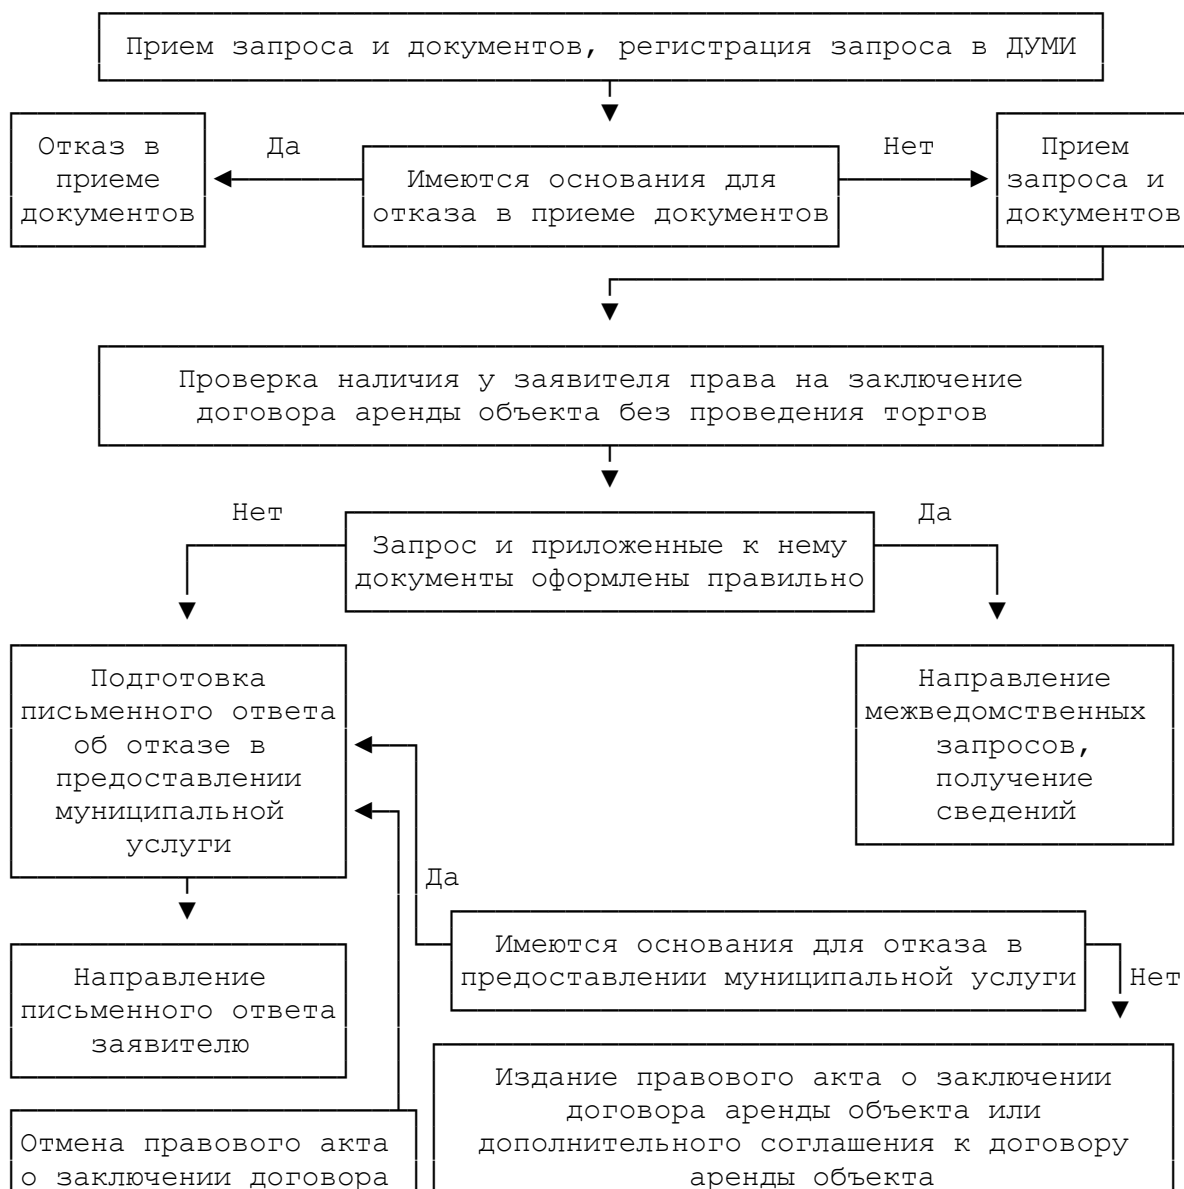 Прием запроса и документов, регистрация запроса в ДУМИ
Отказ в
приеме
документов
Да
Имеются основания для
отказа в приеме документов
Нет
Прием
запроса и
документов
Проверка наличия у заявителя права на заключение
договора аренды объекта без проведения торгов
Нет
Запрос и приложенные к нему
документы оформлены правильно
Да
Подготовка
письменного ответа
об отказе в
предоставлении
муниципальной
услуги
Направление
межведомственных
запросов,
получение
сведений
Да
Имеются основания для отказа в
предоставлении муниципальной услуги
Нет
Направление
письменного ответа
заявителю
Издание правового акта о заключении
договора аренды объекта или
дополнительного соглашения к договору
аренды объекта
Отмена правового акта
о заключении договора